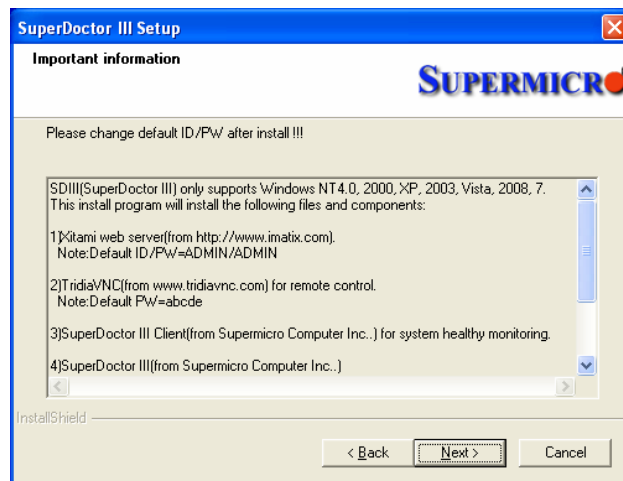 SuperDoctor III Setup
Important information
SUPERMICRO
Please change default ID/PW after install !!!
SDIII(SuperDoctor III) only supports Windows NT4.0, 2000, XP, 2003, Vista, 2008, 7.
This install program will install the following files and components:
1)Xitami web server(from http://www.imatix.com).
Note:Default ID/PW=ADMIN/ADMIN
2)TridiaVNC(from www.tridiavnc.com) for remote control.
Note:Default PW=abcde
3)SuperDoctor III Client(from Supermicro Computer Inc..) for system healthy monitoring.
4)SuperDoctor III(from Supermicro Computer Inc..)
InstallShield
< Back
Next >
Cancel